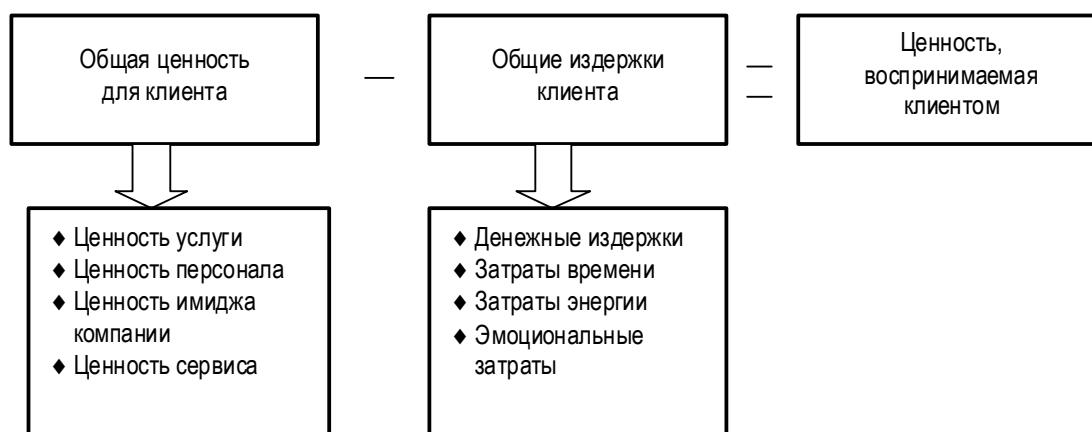 Общая ценность
для клиента
—
Общие издержки
клиента
=
Ценность,
воспринимаемая
клиентом
♦ Ценность услуги
♦ Ценность персонала
♦ Ценность имиджа
компании
♦ Ценность сервиса
♦ Денежные издержки
♦ Затраты времени
♦ Затраты энергии
♦ Эмоциональные
затраты